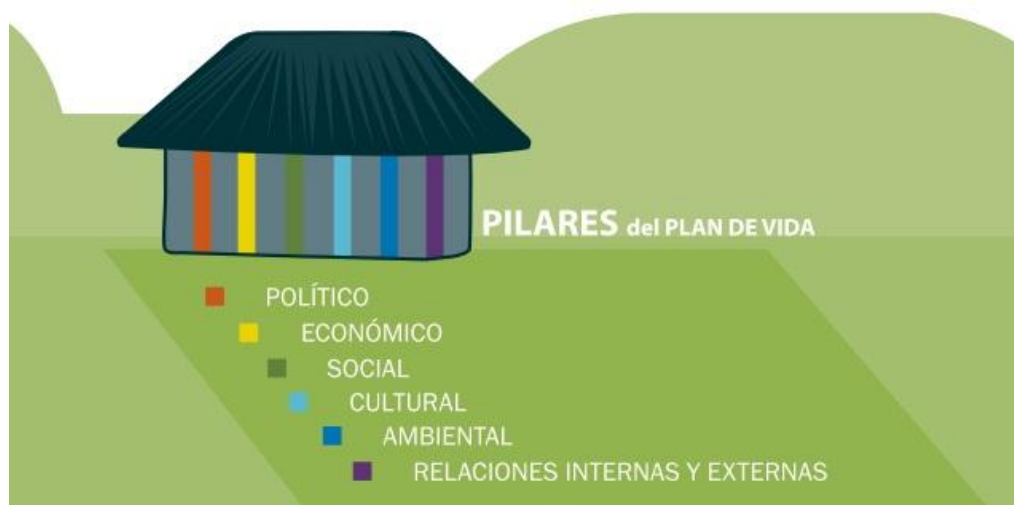 PILARES del PLAN DE VIDA
POLÍTICO
ECONÓMICO
SOCIAL
CULTURAL
AMBIENTAL
RELACIONES INTERNAS Y EXTERNAS